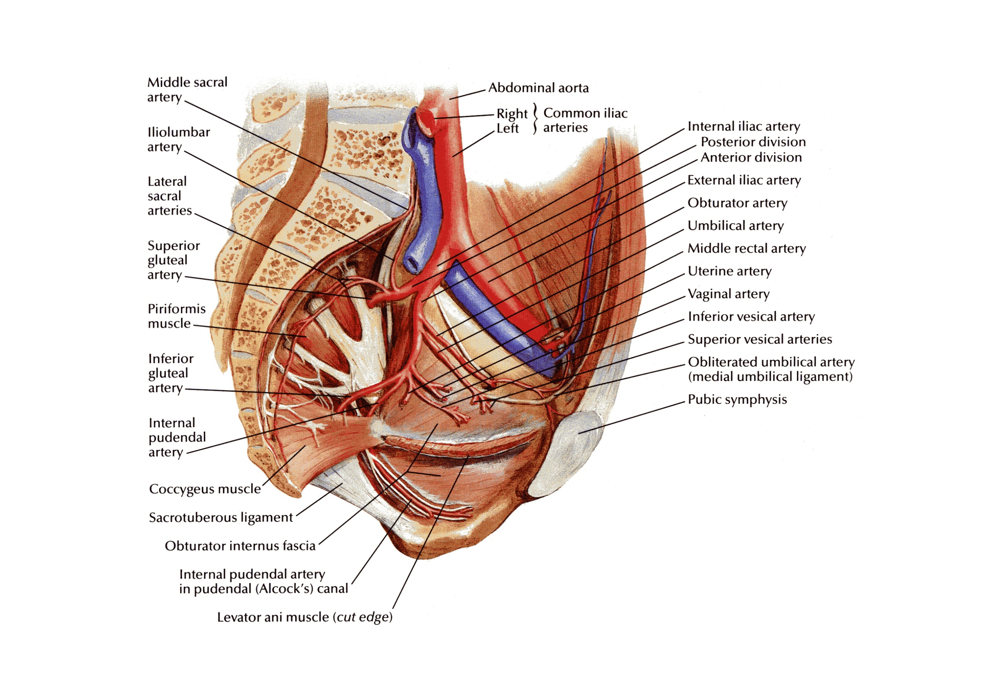 Middle sacral
artery
Iliolumbar
artery
Lateral
sacral
arteries
Superior
gluteal
artery
Piriformis
muscle
Inferior
gluteal
artery
Internal
pudendal
artery
Coccygeus muscle
Sacrotuberous ligament
Obturator internus fascia
Internal pudendal artery
in pudendal (Alcock's) canal
Levator ani muscle (cut edge)
Abdominal aorta
Right } Common iliac
Left } arteries
Internal iliac artery
Posterior division
Anterior division
External iliac artery
Obturator artery
Umbilical artery
Middle rectal artery
Uterine artery
Vaginal artery
Inferior vesical artery
Superior vesical arteries
Obliterated umbilical artery
(medial umbilical ligament)
Pubic symphysis